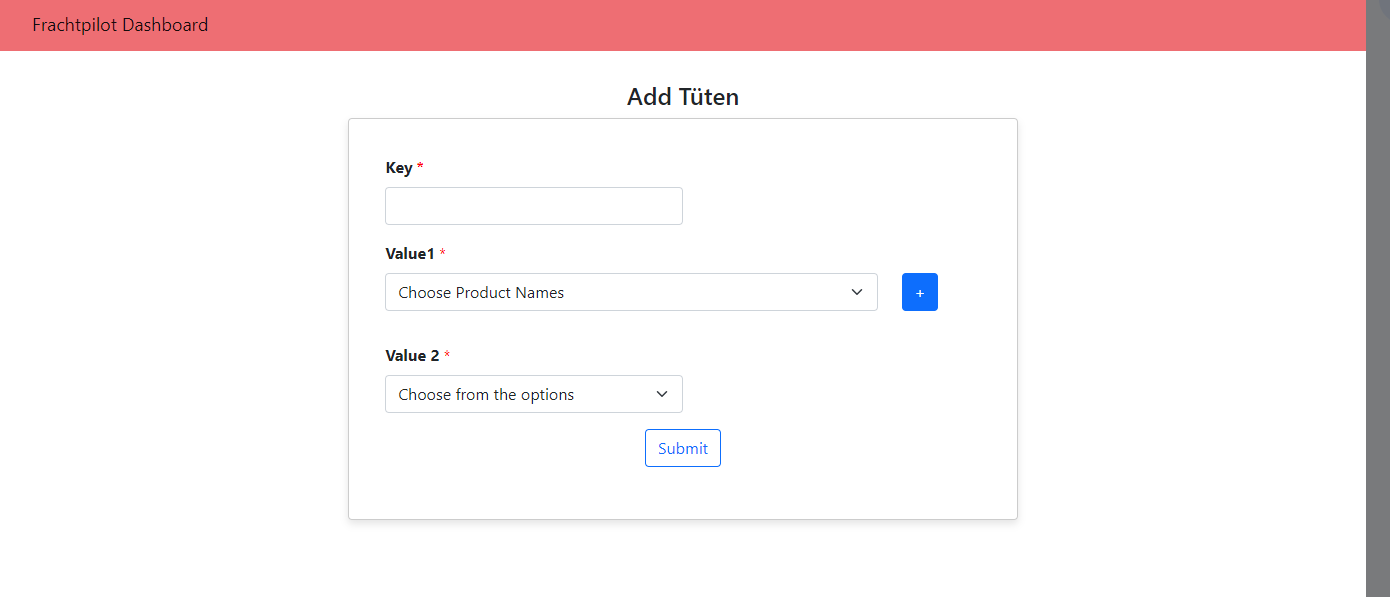 Frachtpilot Dashboard
Add Tüten
Key *
Value1 *
Choose Product Names
+
Value 2 *
Choose from the options
Submit